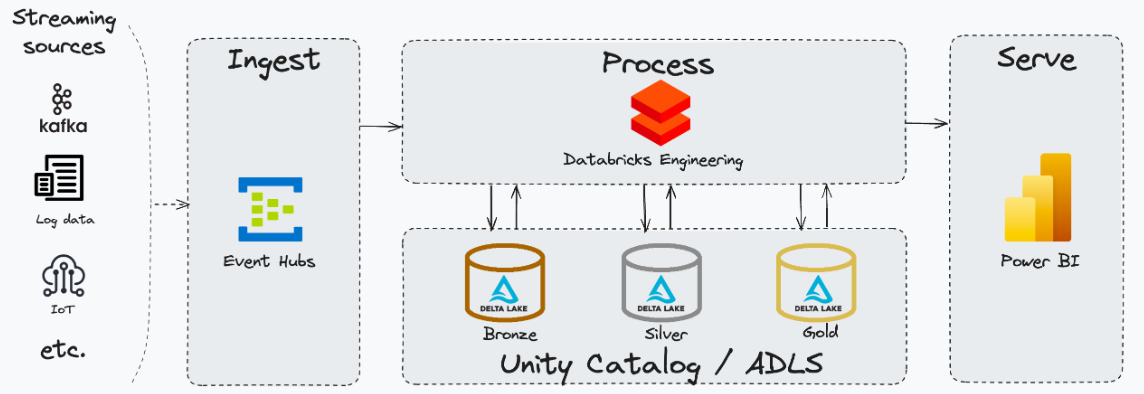 Streaming
sources
kafka
Log data
IoT
etc.
Ingest
Event Hubs
Process
Databricks Engineering
DELTA LAKE
Bronze
DELTA LAKE
Silver
DELTA LAKE
Gold
Unity Catalog / ADLS
Serve
Power BI